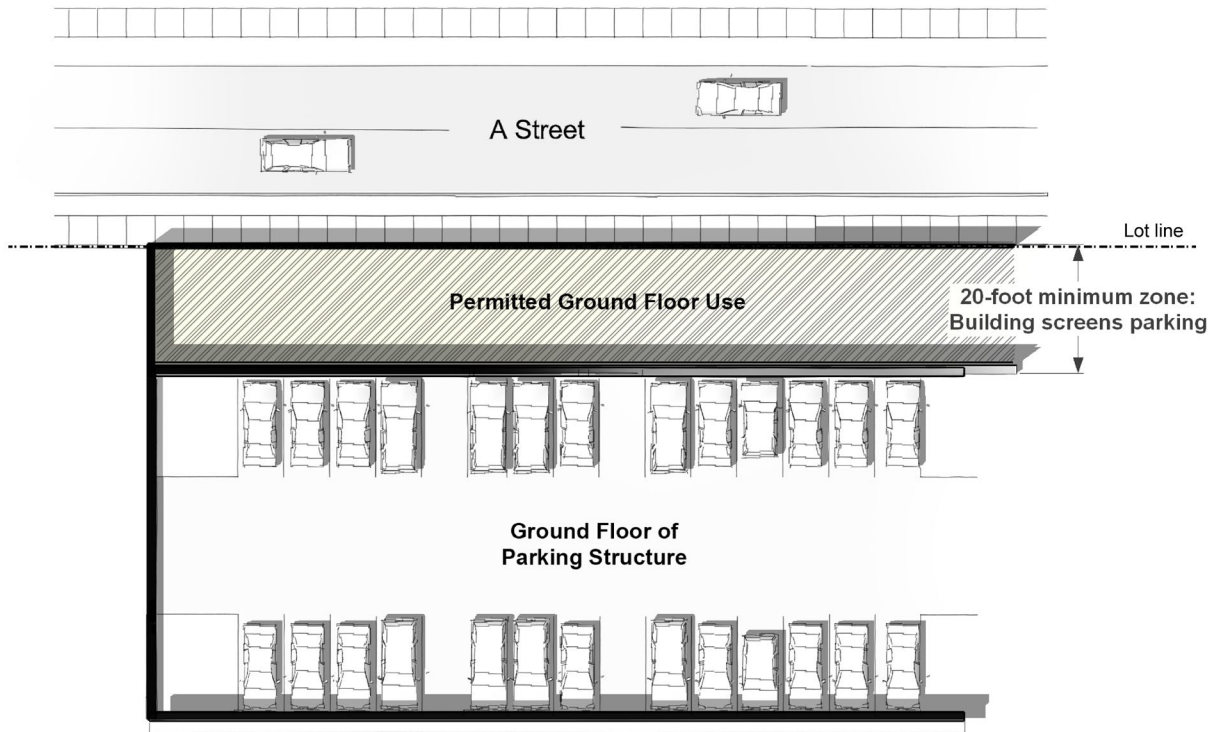 A Street
Lot line
Permitted Ground Floor Use
20-foot minimum zone:
Building screens parking
Ground Floor of
Parking Structure